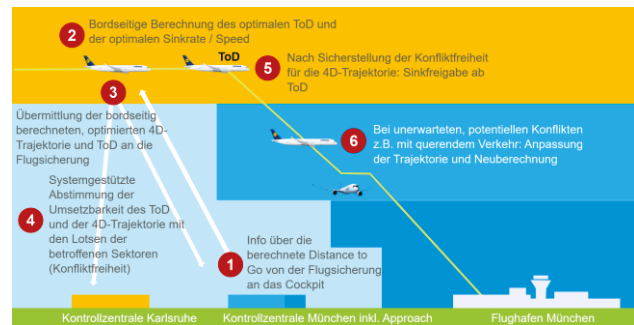 2
Bordseitige Berechnung des optimalen ToD und
der optimalen Sinkrate / Speed
ToD
5
Nach Sicherstellung der Konfliktfreiheit
für die 4D-Trajektorie: Sinkfreigabe ab
ToD
3
Übermittlung der bordseitig
berechneten, optimierten 4D-
Trajektorie und ToD an die
Flugsicherung
6
Bei unerwarteten, potentiellen Konflikten
z.B. mit querendem Verkehr: Anpassung
der Trajektorie und Neuberechnung
4
Systemgestützte
Abstimmung der
Umsetzbarkeit des ToD
und der 4D-Trajektorie mit
den Lotsen der
betroffenen Sektoren
(Konfliktfreiheit)
1
Info über die
berechnete Distance to
Go von der Flugsicherung
an das Cockpit
Kontrollzentrale Karlsruhe
Kontrollzentrale München inkl. Approach
Flughafen München